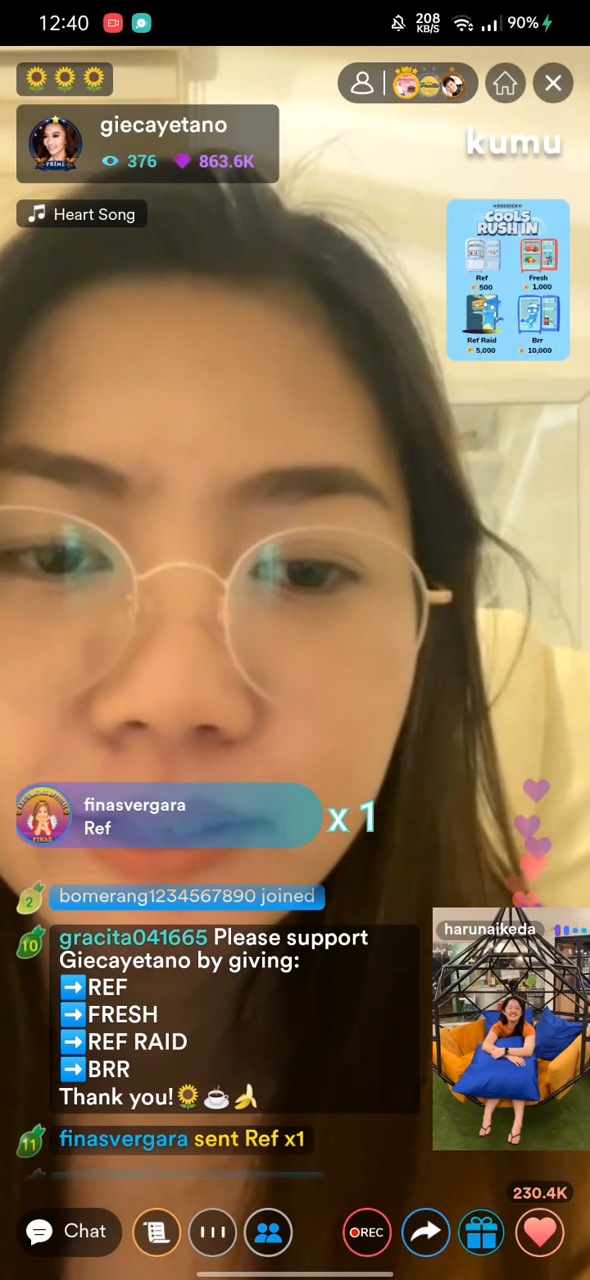 12:40
208
KB/S
90%
giecayetano
PRIME
376
863.6K
kumu
Heart Song
COOLS
RUSH IN
Ref
500
Fresh
1,000
Ref Raid
5,000
Brr
10,000
finasvergara
Ref
x 1
FINAS
2
bomerang1234567890 joined
10
gracita041665 Please support
Giecayetano by giving:
REF
FRESH
REF RAID
BRR
Thank you!
harunaikeda
11
finasvergara sent Ref x1
230.4K
Chat
REC